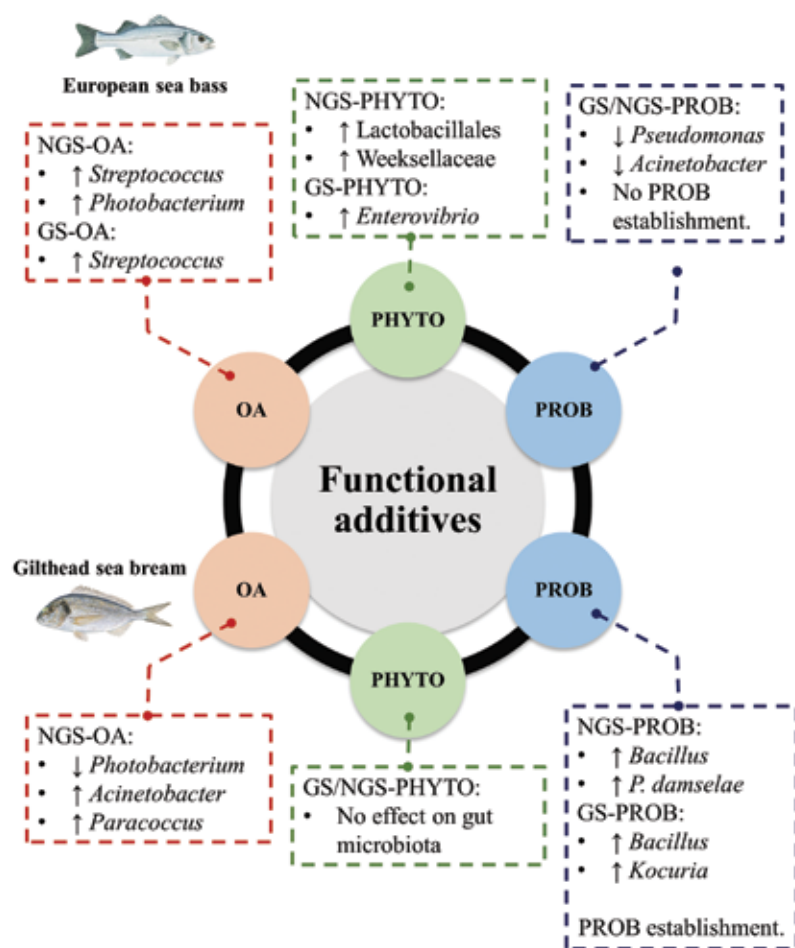 European sea bass
NGS-OA:
• ↑ Streptococcus
• ↑ Photobacterium
GS-OA:
• ↑ Streptococcus
NGS-PHYTO:
• ↑ Lactobacillales
• ↑ Weeksellaceae
GS-PHYTO:
• ↑ Enterovibrio
GS/NGS-PROB:
• ↓ Pseudomonas
• ↓ Acinetobacter
• No PROB
establishment.
PHYTO
OA
PROB
Functional
additives
Gilthead sea bream
OA
PROB
PHYTO
NGS-OA:
• ↓ Photobacterium
• ↑ Acinetobacter
• ↑ Paracoccus
GS/NGS-PHYTO:
• No effect on gut
microbiota
NGS-PROB:
• ↑ Bacillus
• ↑ P. damselae
GS-PROB:
• ↑ Bacillus
• ↑ Kocuria
PROB establishment.